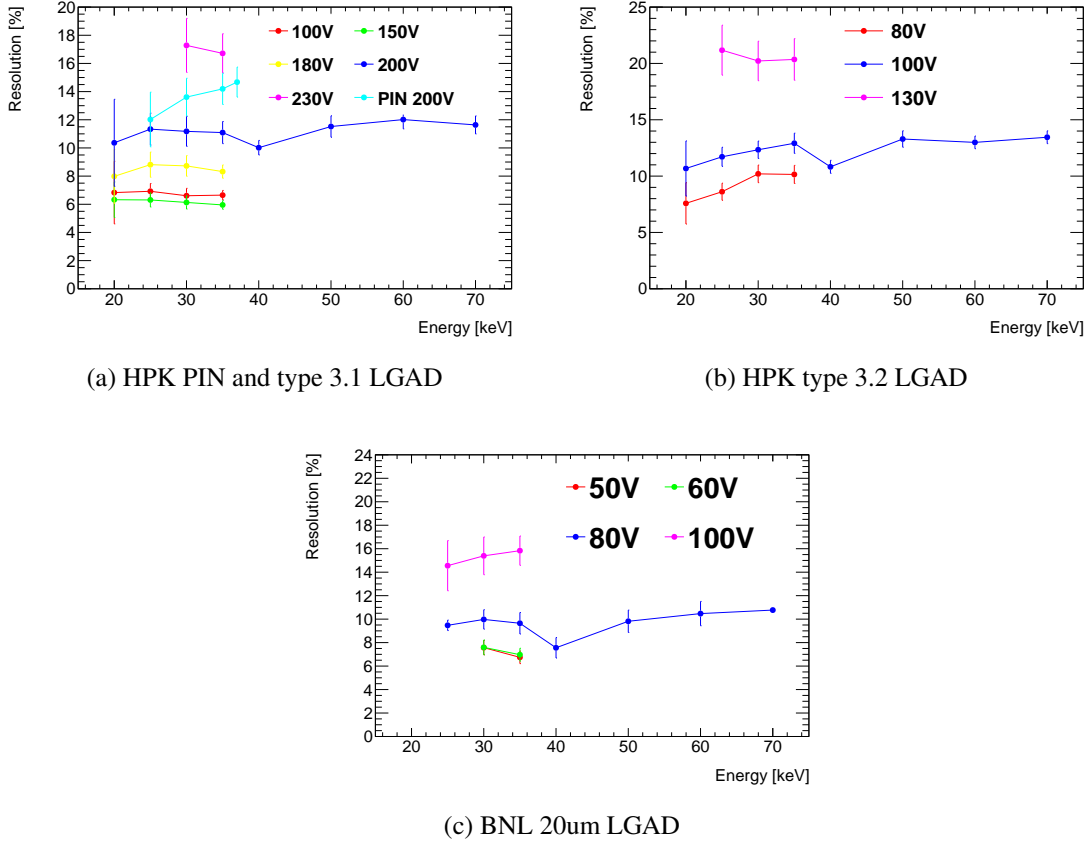 Resolution [%]
20
18
16
14
12
10
8
6
4
2
0
100V 150V
180V 200V
230V PIN 200V
20 30 40 50 60 70
Energy [keV]
(a) HPK PIN and type 3.1 LGAD
Resolution [%]
25
20
15
10
5
0
80V
100V
130V
20 30 40 50 60 70
Energy [keV]
(b) HPK type 3.2 LGAD
Resolution [%]
24
22
20
18
16
14
12
10
8
6
4
2
0
50V 60V
80V 100V
20 30 40 50 60 70
Energy [keV]
(c) BNL 20um LGAD